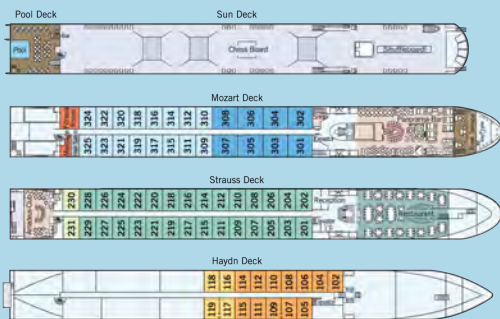 Pool Deck
Sun Deck
Bar
Pool
Chess Board
Shuffleboard
Mozart Deck
324 322 320 318 316 314 312 310 308 306 304 302
Panorama-Bar
325 323 321 319 317 315 311 309 307 305 303 301
Strauss Deck
230 228 226 224 222 220 218 216 214 212 210 208 206 204 202
Reception
Restaurant
231 229 227 225 223 221 219 217 215 211 209 207 205 203 201
Haydn Deck
118 116 114 112 110 108 106 104 102
119 117 115 111 109 107 105